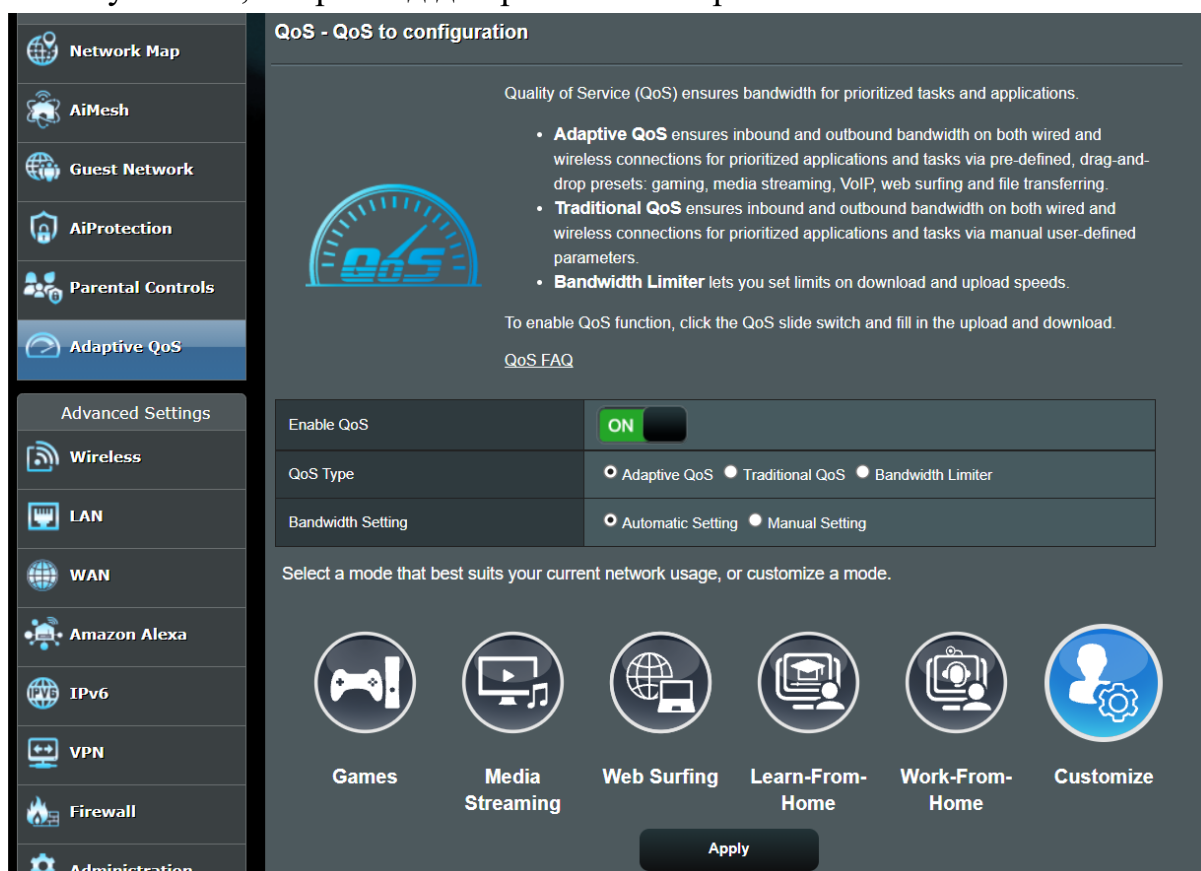 QoS - QoS to configuration
Network Map
AiMesh
Guest Network
AiProtection
Parental Controls
Adaptive QoS
Advanced Settings
Wireless
LAN
WAN
Amazon Alexa
IPv6
VPN
Firewall
Administration
Quality of Service (QoS) ensures bandwidth for prioritized tasks and applications.
• Adaptive QoS ensures inbound and outbound bandwidth on both wired and
wireless connections for prioritized applications and tasks via pre-defined, drag-and-
drop presets: gaming, media streaming, VoIP, web surfing and file transferring.
• Traditional QoS ensures inbound and outbound bandwidth on both wired and
wireless connections for prioritized applications and tasks via manual user-defined
parameters.
• Bandwidth Limiter lets you set limits on download and upload speeds.
To enable QoS function, click the QoS slide switch and fill in the upload and download.
QoS FAQ
QoS
Enable QoS ON
QoS Type Adaptive QoS Traditional QoS Bandwidth Limiter
Bandwidth Setting Automatic Setting Manual Setting
Select a mode that best suits your current network usage, or customize a mode.
Games
Media
Streaming
Web Surfing
Learn-From-
Home
Work-From-
Home
Customize
Apply